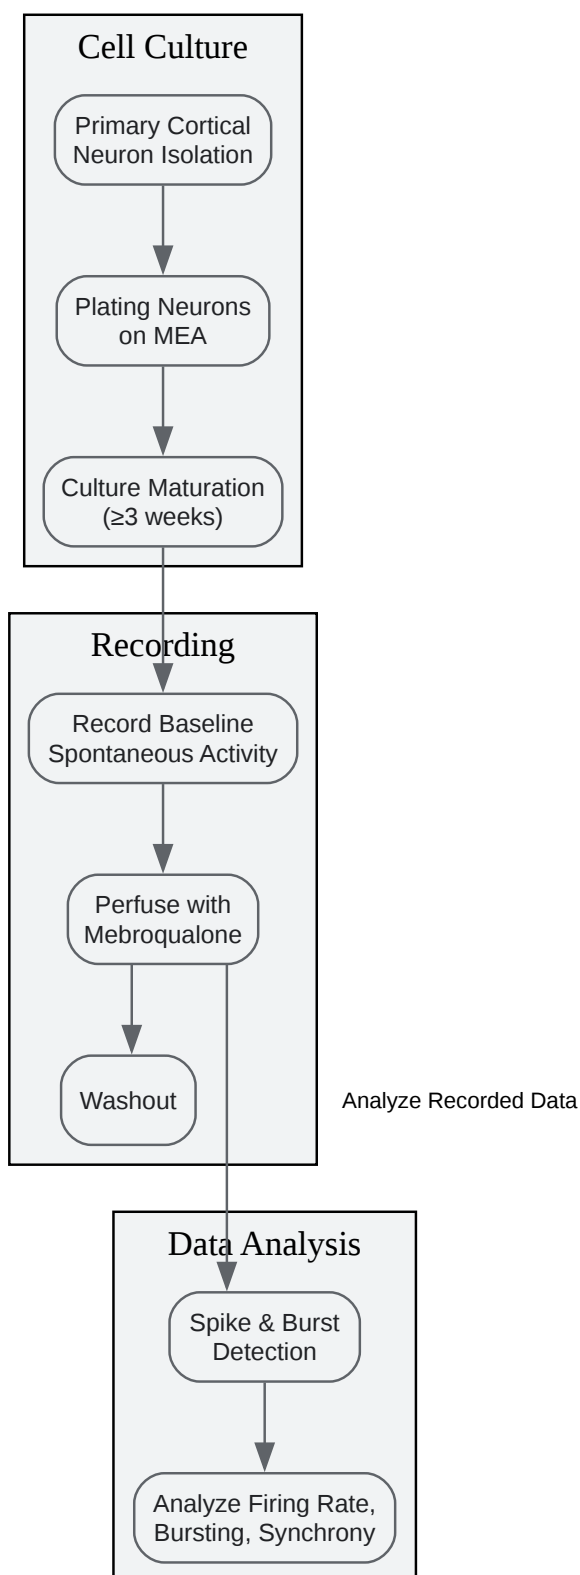 Cell Culture
Primary Cortical
Neuron Isolation
Plating Neurons
on MEA
Culture Maturation
(≥3 weeks)
Recording
Record Baseline
Spontaneous Activity
Perfuse with
Mebroqualone
Washout
Analyze Recorded Data
Data Analysis
Spike & Burst
Detection
Analyze Firing Rate,
Bursting, Synchrony